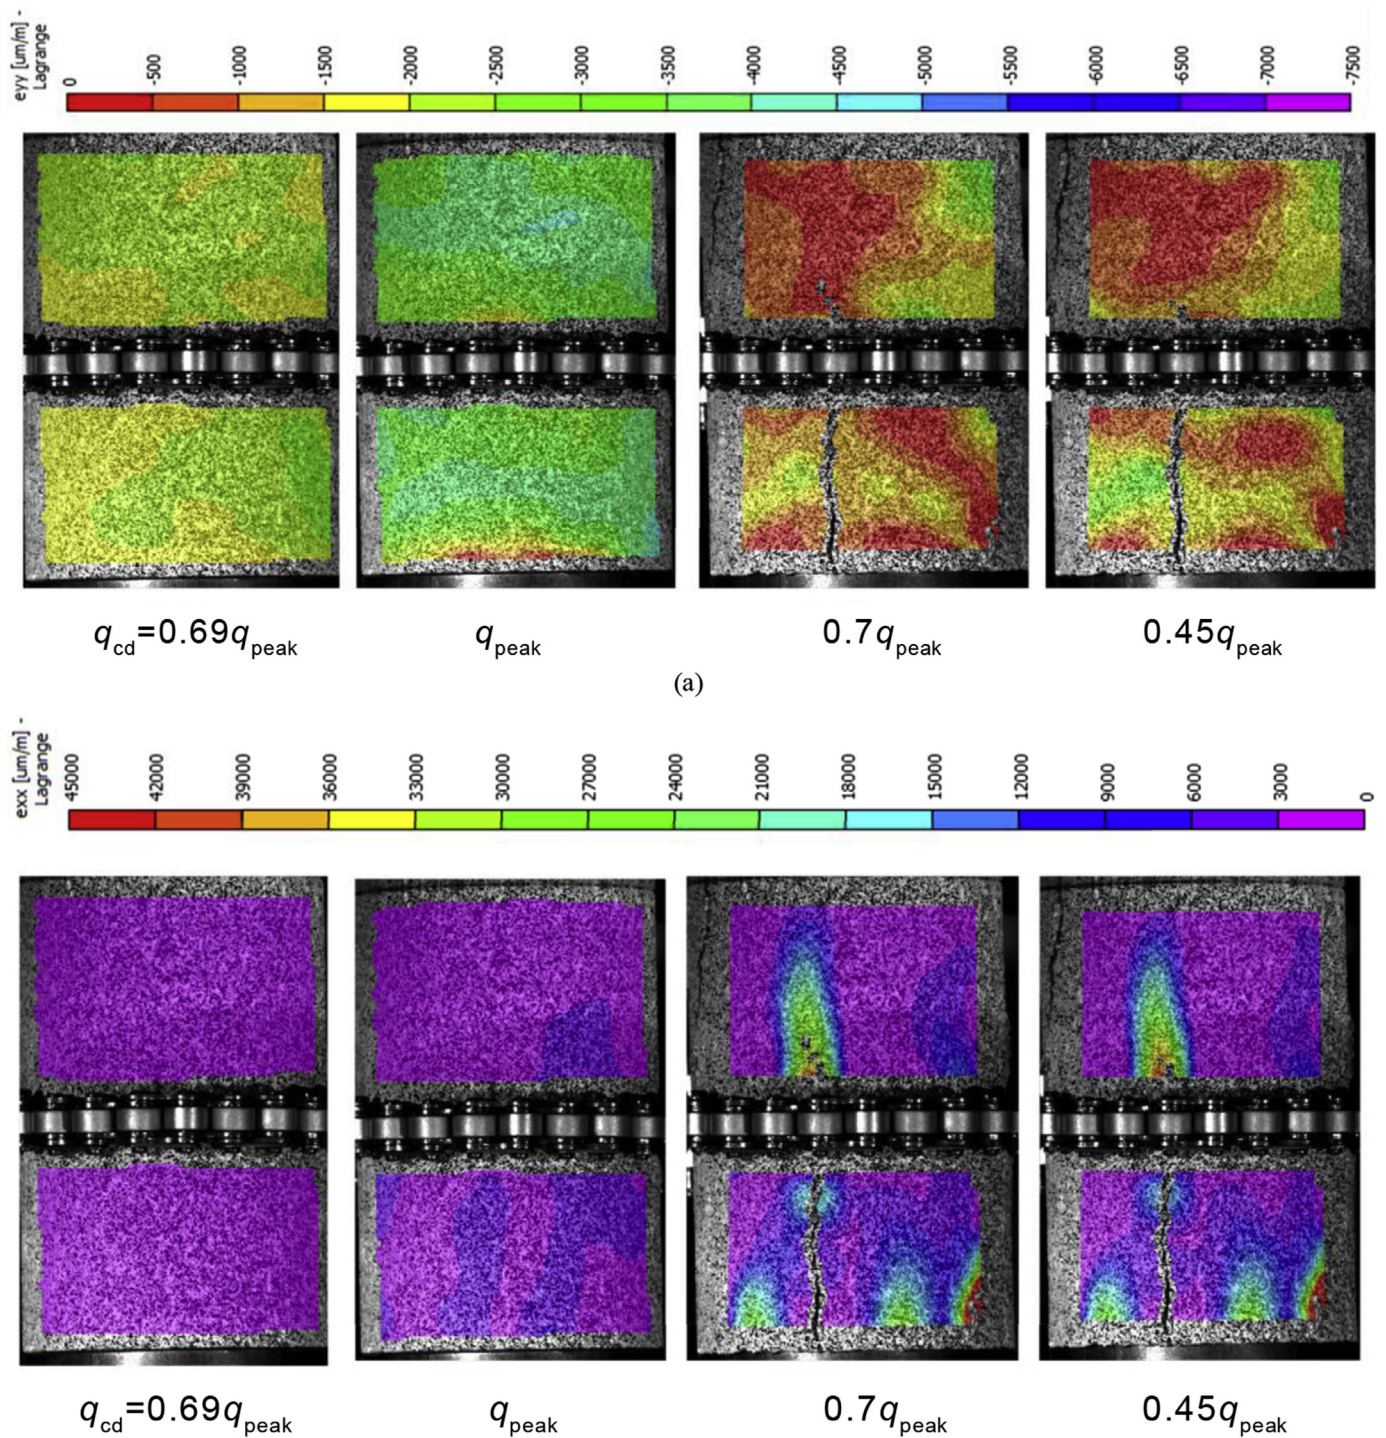 eyy [um/m] -
Lagrange
0 -500 -1000 -1500 -2000 -2500 -3000 -3500 -4000 -4500 -5000 -5500 -6000 -6500 -7000 -7500
qcd=0.69qpeak qpeak 0.7qpeak 0.45qpeak
(a)
exx [um/m] -
Lagrange
45000 42000 39000 36000 33000 30000 27000 24000 21000 18000 15000 12000 9000 6000 3000 0
qcd=0.69qpeak qpeak 0.7qpeak 0.45qpeak